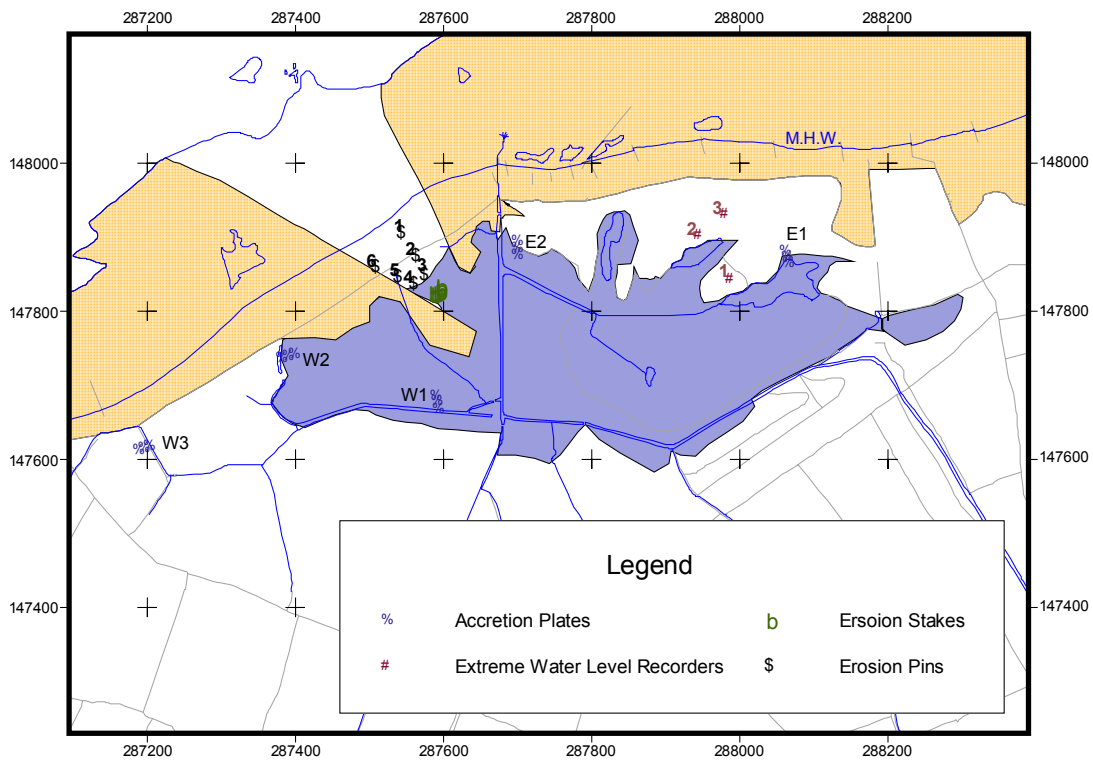 287200 287400 287600 287800 288000 288200
M.H.W.
148000 148000
3#
2#
1$ E2 E1
2$
6$ 5$ 3$ 1#
4$
b
147800 147800
%
%% W2
W1 %
%% W3
147600 147600
Legend
147400 147400
% Accretion Plates b Ersoion Stakes
# Extreme Water Level Recorders $ Erosion Pins
287200 287400 287600 287800 288000 288200